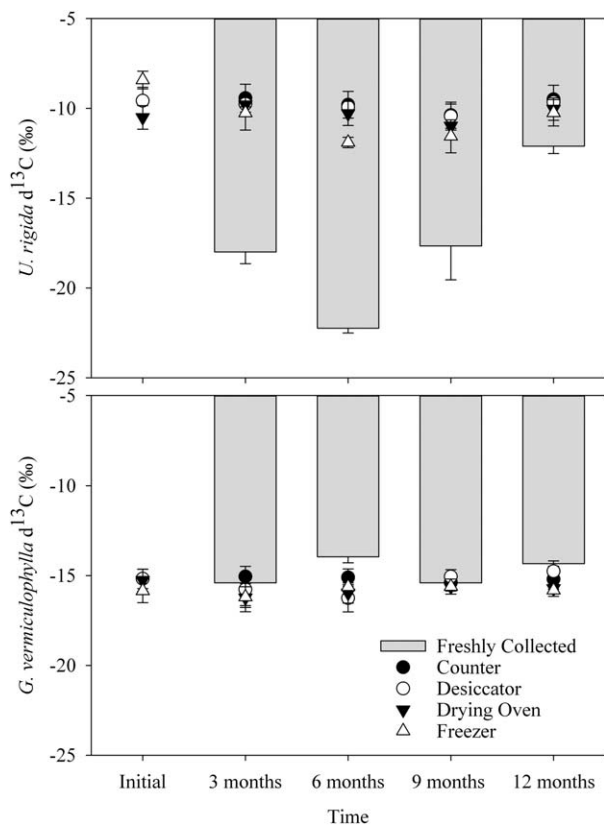 -5
-10
-15
-20
-25
U. rigida d13C (‰)
-5
-10
-15
-20
-25
G. vermiculophylla d13C (‰)
Freshly Collected
Counter
Desiccator
Drying Oven
Freezer
Initial 3 months 6 months 9 months 12 months
Time